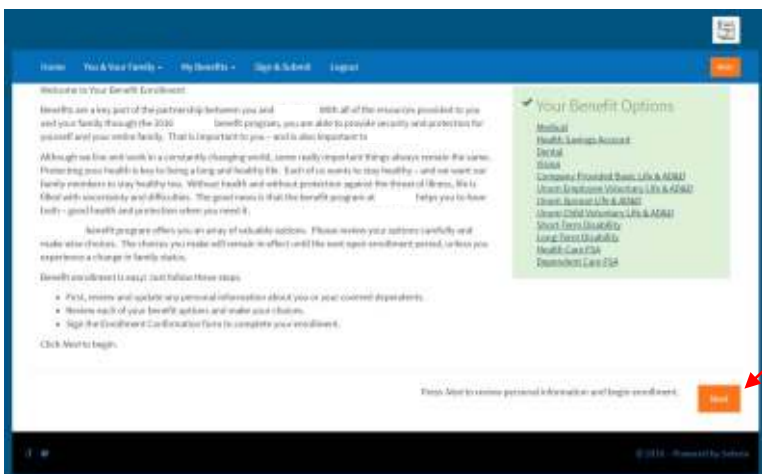 Home You & Your Family My Benefits Sign & Submit Logout
Welcome to Your Benefit Enrollment
Benefits are a key part of the partnership between you and With all of the resources provided to you
and your family through the 2016 benefit program, you are able to provide security and protection for
yourself and your entire family. That is important to you – and is also important to
Although we live and work in a constantly changing world, some really important things always remain the same.
Protecting your health is key to living a long and healthy life. Each of us wants to stay healthy – and we want our
family members to stay healthy too. Without health and without protection against the threat of illness, life is
filled with uncertainty and difficulties. The good news is that the benefit program at helps you to have
both – good health and protection when you need it.
benefit program offers you an array of valuable options. Please review your options carefully and
make wise choices. The choices you make will remain in effect until the next open enrollment period, unless you
experience a change in family status.
Benefit enrollment is easy! Just follow these steps.
• First, review and update any personal information about you or your covered dependents.
• Review each of your benefit options and make your choices.
• Sign the Enrollment Confirmation form to complete your enrollment.
Click Next to begin.
Your Benefit Options
Medical
Health Savings Account
Dental
Vision
Company Provided Basic Life & AD&D
Unum Employee Voluntary Life & AD&D
Unum Spouse Life & AD&D
Unum Child Voluntary Life & AD&D
Short Term Disability
Long Term Disability
Health Care FSA
Dependent Care FSA
Press Next to review personal information and begin enrollment.
Next
© 2016 - Powered by Selerix